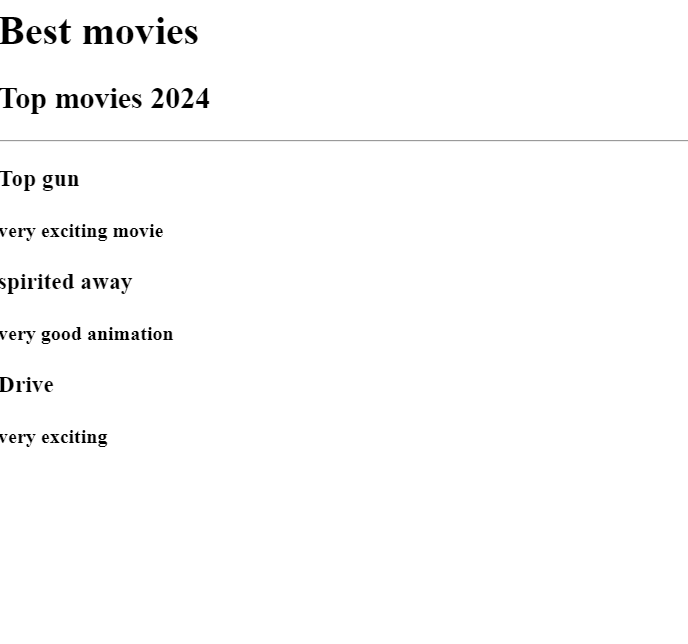 Best movies
Top movies 2024
Top gun
very exciting movie
spirited away
very good animation
Drive
very exciting